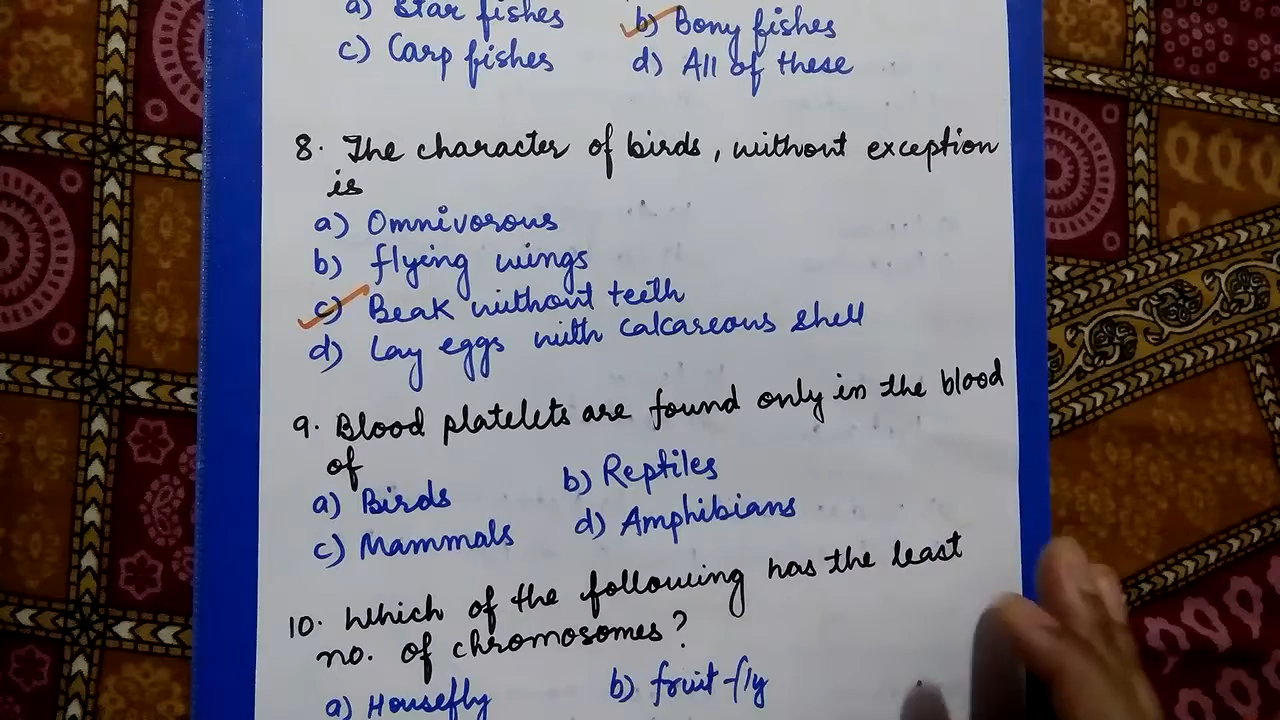 a) Star fishes b) Bony fishes
c) Carp fishes d) All of these
8. The character of birds, without exception
is
a) Omnivorous
b) flying wings
c) Beak without teeth
d) Lay eggs with calcareous shell
9. Blood platelets are found only in the blood
of
a) Birds b) Reptiles
c) Mammals d) Amphibians
10. Which of the following has the least
no. of chromosomes?
a) Housefly b) fruit-fly